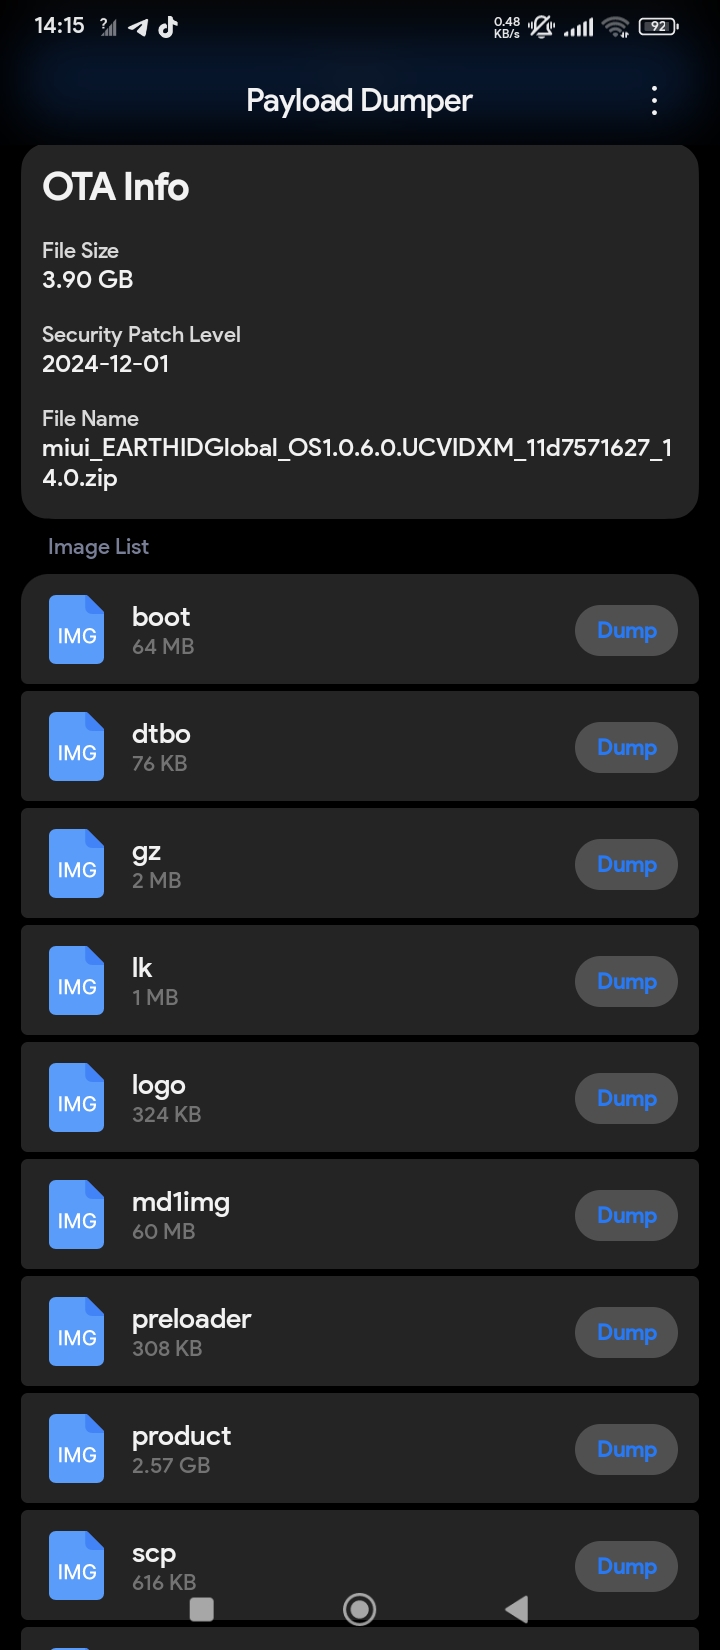 14:15
?
0.48
KB/s
92
Payload Dumper
OTA Info
File Size
3.90 GB
Security Patch Level
2024-12-01
File Name
miui_EARTHIDGlobal_OS1.0.6.0.UCVIDXM_11d7571627_1
4.0.zip
Image List
IMG
boot
64 MB
Dump
IMG
dtbo
76 KB
Dump
IMG
gz
2 MB
Dump
IMG
lk
1 MB
Dump
IMG
logo
324 KB
Dump
IMG
md1img
60 MB
Dump
IMG
preloader
308 KB
Dump
IMG
product
2.57 GB
Dump
IMG
scp
616 KB
Dump